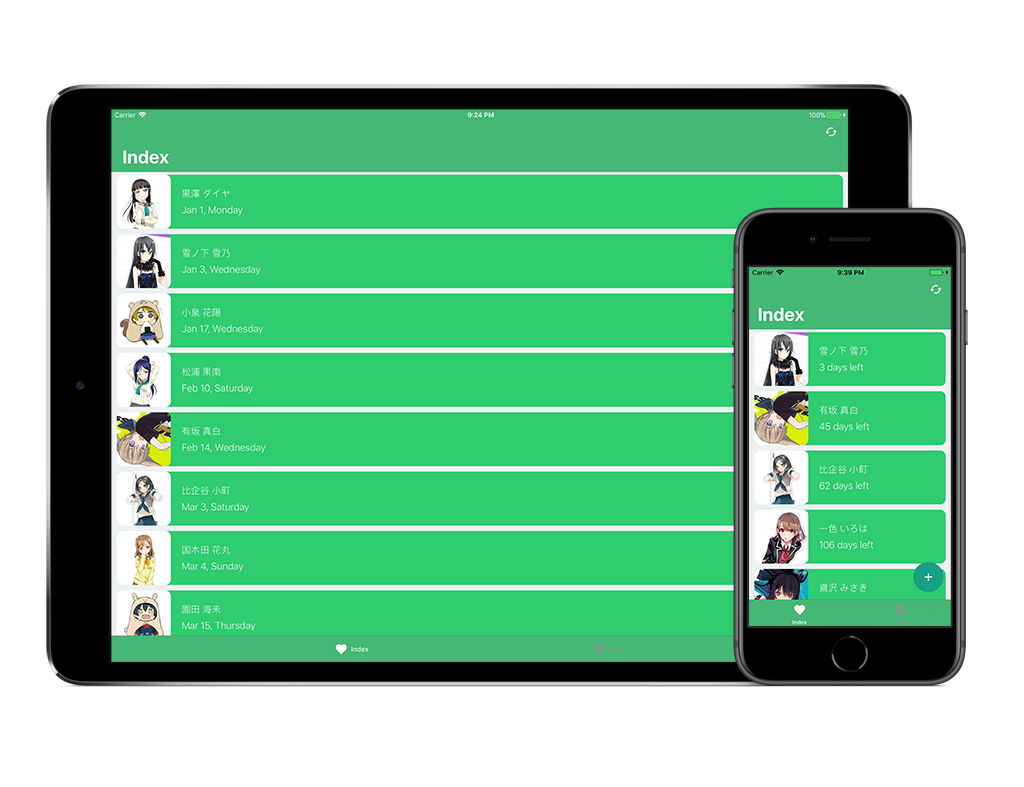 Carrier 9:24 PM 100%
Index
黒澤 ダイヤ
Jan 1, Monday
雪ノ下 雪乃
Jan 3, Wednesday
小泉 花陽
Jan 17, Wednesday
松浦 果南
Feb 10, Saturday
有坂 真白
Feb 14, Wednesday
比企谷 小町
Mar 3, Saturday
国木田 花丸
Mar 4, Sunday
園田 海未
Mar 15, Thursday
Index
Carrier 9:39 PM
Index
雪ノ下 雪乃
3 days left
有坂 真白
45 days left
比企谷 小町
62 days left
一色 いろは
106 days left
鳶沢 みさき
Index